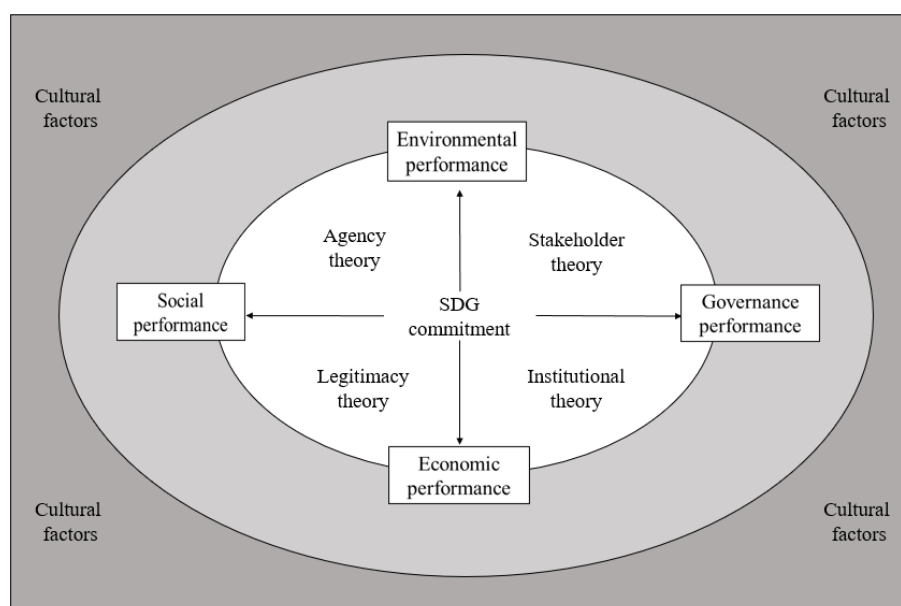 Cultural
factors
Cultural
factors
Environmental
performance
Agency
theory
Stakeholder
theory
Social
performance
SDG
commitment
Governance
performance
Legitimacy
theory
Institutional
theory
Economic
performance
Cultural
factors
Cultural
factors